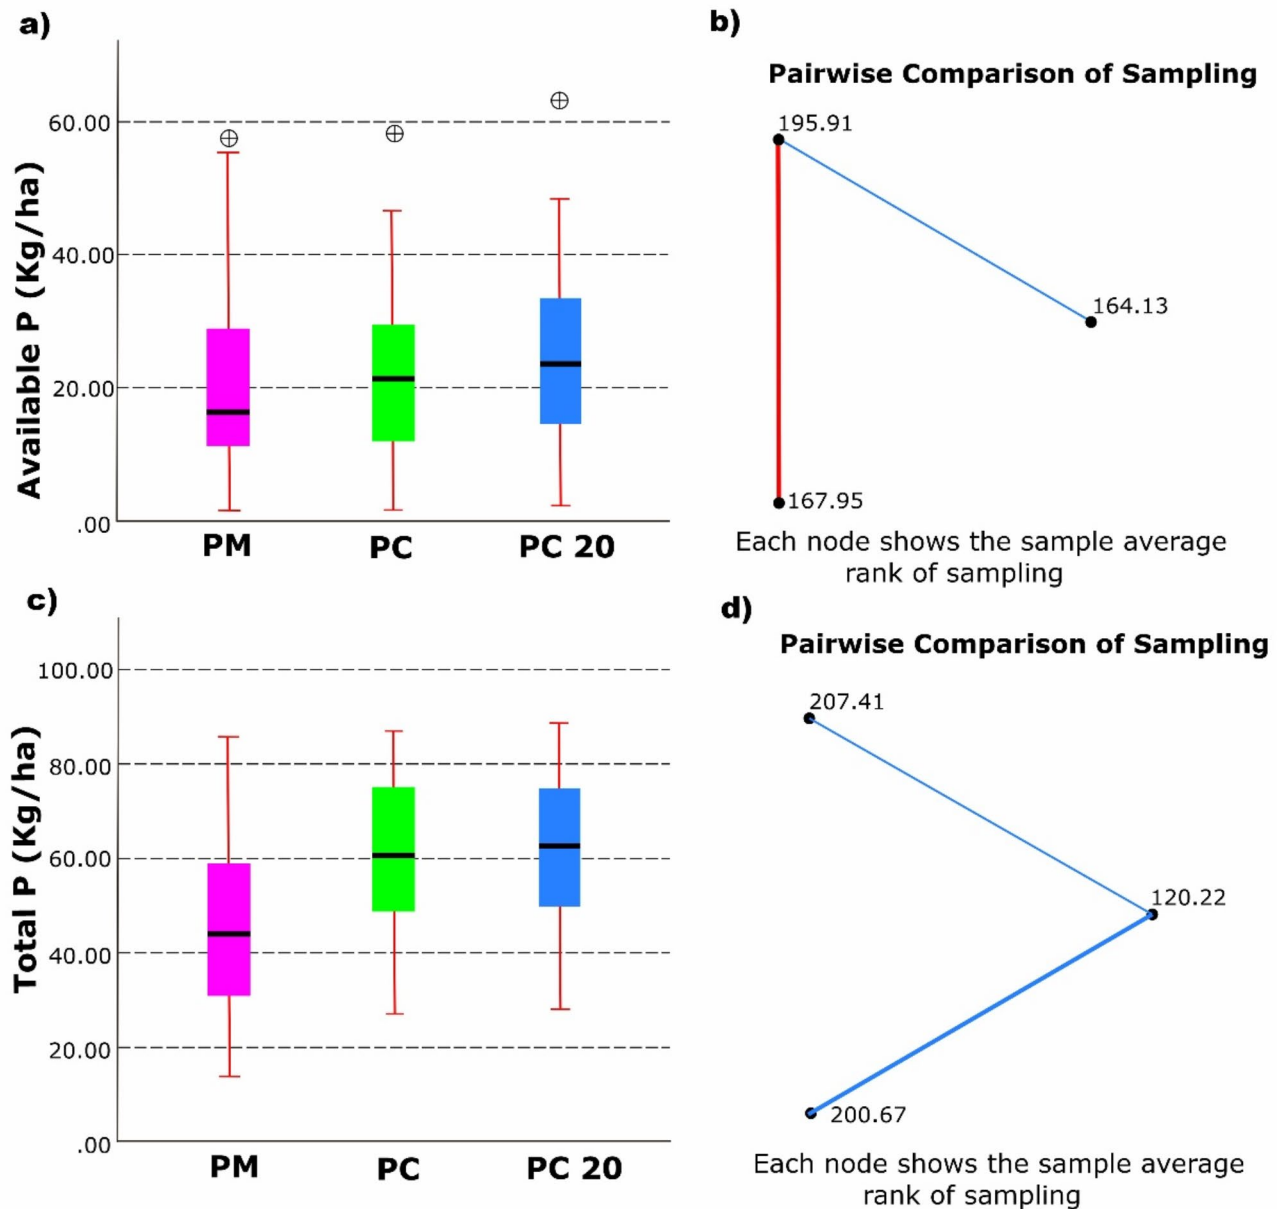 a)
Available P (Kg/ha)
60.00
40.00
20.00
.00
PM PC PC 20
b)
Pairwise Comparison of Sampling
195.91
164.13
167.95
Each node shows the sample average
rank of sampling
c)
Total P (Kg/ha)
100.00
80.00
60.00
40.00
20.00
.00
PM PC PC 20
d)
Pairwise Comparison of Sampling
207.41
120.22
200.67
Each node shows the sample average
rank of sampling